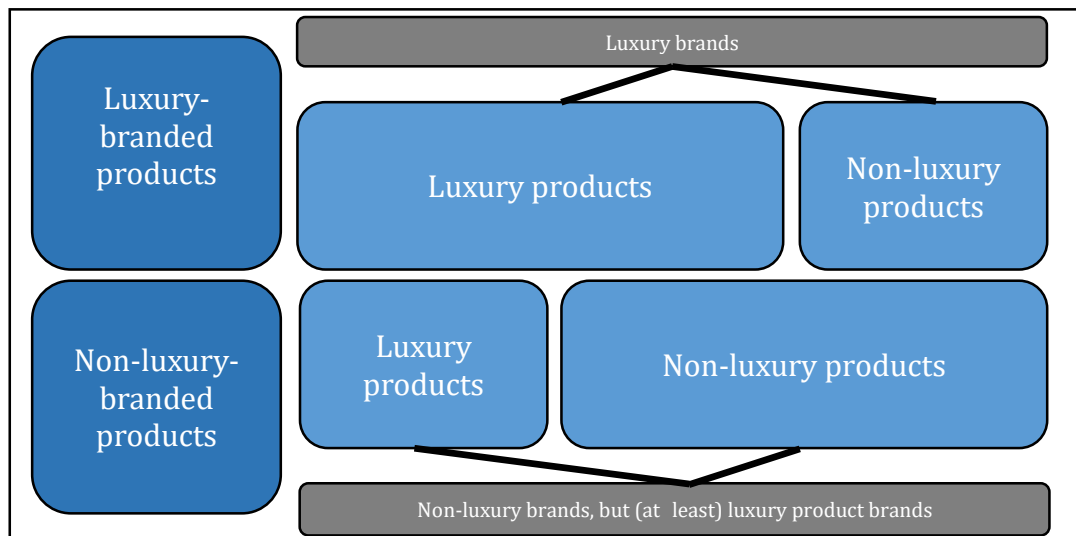 Luxury brands
Luxury-
branded
products
Luxury products
Non-luxury
products
Non-luxury-
branded
products
Luxury
products
Non-luxury products
Non-luxury brands, but (at least) luxury product brands